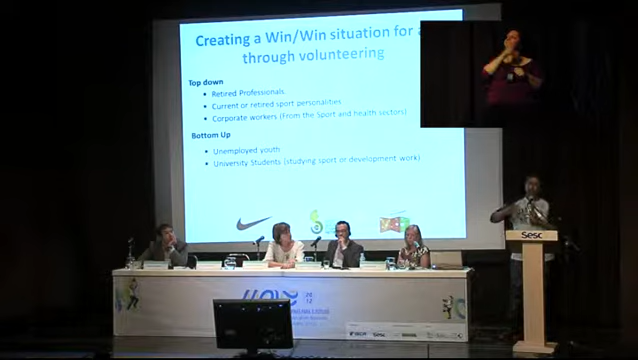 Creating a Win/Win situation for a
through volunteering
Top down
• Retired Professionals.
• Current or retired sport personalities
• Corporate workers (From the Sport and health sectors)
Bottom Up
• Unemployed youth
• University Students (studying sport or development work)
Sesc